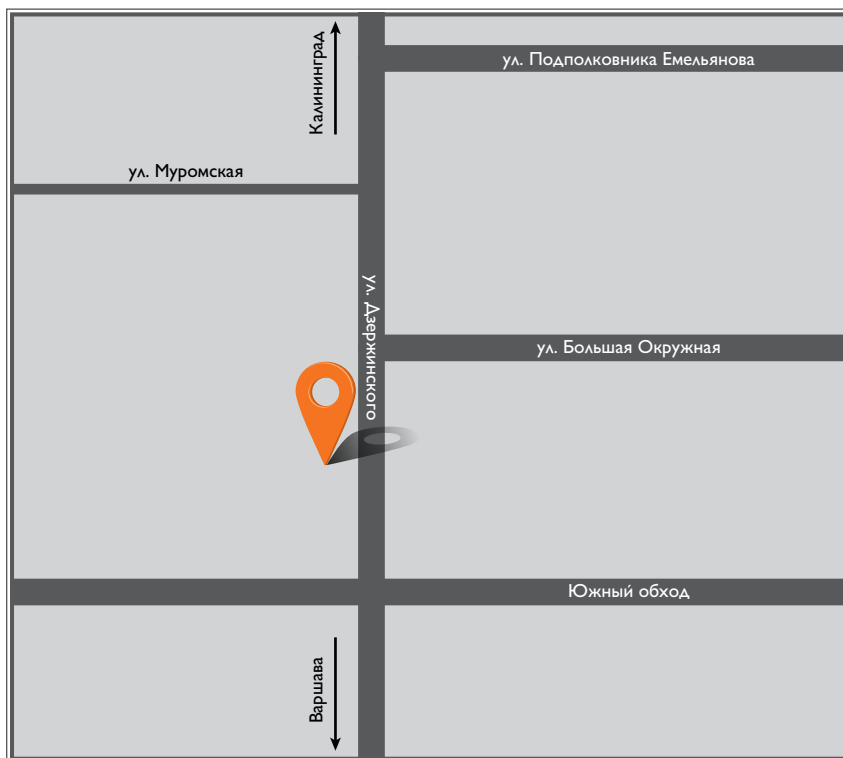 Калининград
ул. Подполковника Емельянова
ул. Муромская
ул. Дзержинского
ул. Большая Окружная
Южный обход
Варшава